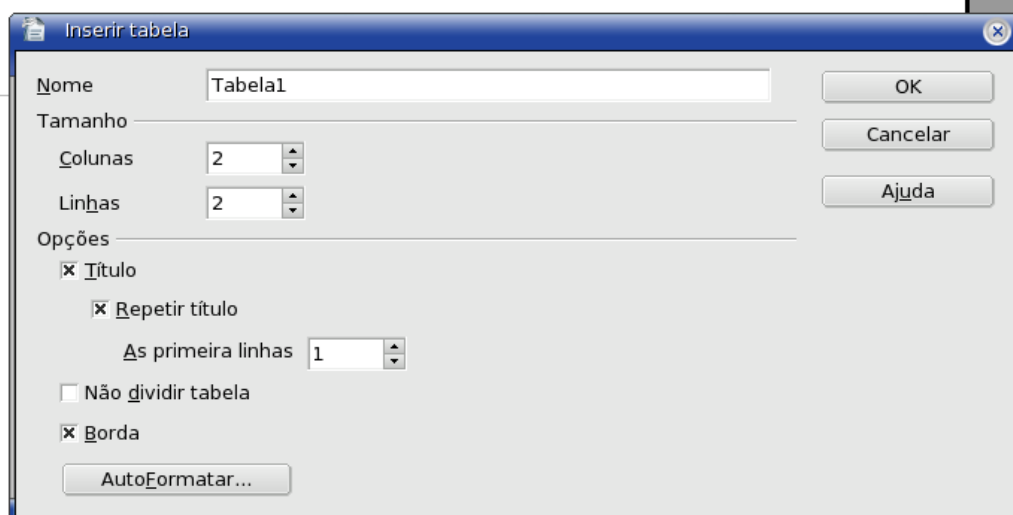 Inserir tabela
Nome Tabela1 OK
Tamanho Cancelar
Colunas 2
Linhas 2 Ajuda
Opções
Título
Repetir título
As primeira linhas 1
Não dividir tabela
Borda
AutoFormatar...